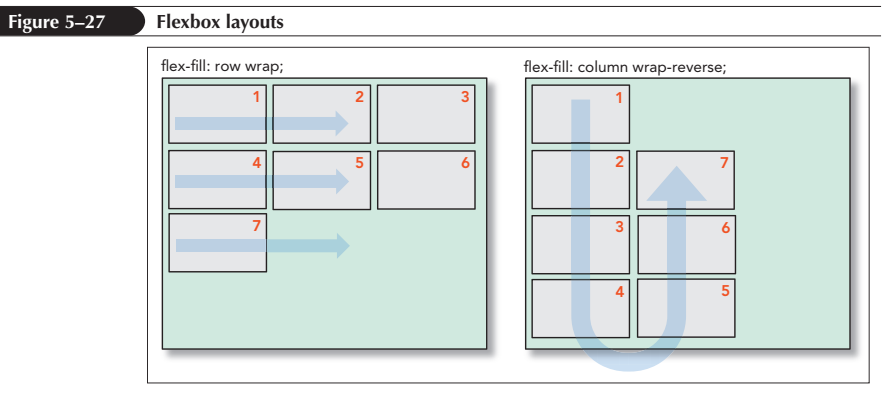 Figure 5–27 Flexbox layouts
flex-fill: row wrap;
1 2 3
4 5 6
7
flex-fill: column wrap-reverse;
1
2 7
3 6
4 5